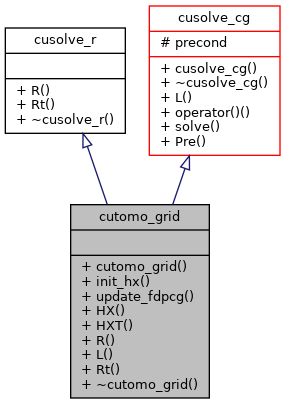 cusolve_r
+ R()
+ Rt()
+ ~cusolve_r()
cusolve_cg
# precond
+ cusolve_cg()
+ ~cusolve_cg()
+ L()
+ operator()()
+ solve()
+ Pre()
cutomo_grid
+ cutomo_grid()
+ init_hx()
+ update_fdpcg()
+ HX()
+ HXT()
+ R()
+ L()
+ Rt()
+ ~cutomo_grid()